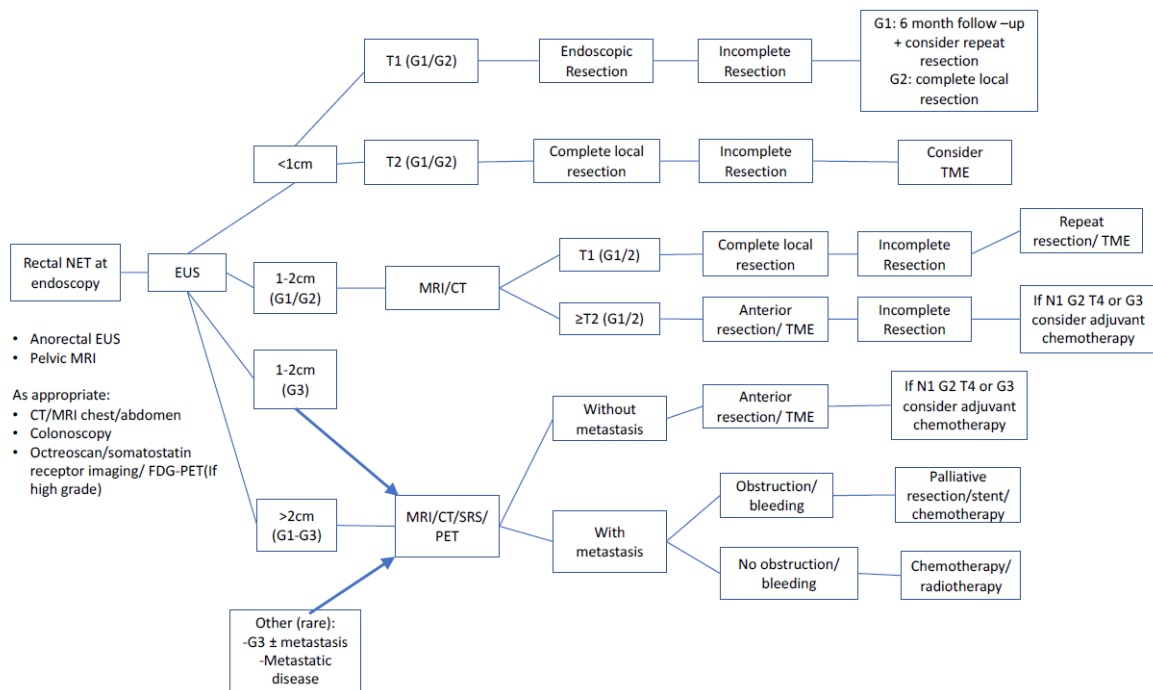 G1: 6 month follow –up
+ consider repeat
resection
G2: complete local
resection
T1 (G1/G2)
Endoscopic
Resection
Incomplete
Resection
<1cm
T2 (G1/G2)
Complete local
resection
Incomplete
Resection
Consider
TME
Rectal NET at
endoscopy
EUS
1-2cm
(G1/G2)
MRI/CT
T1 (G1/2)
Complete local
resection
Incomplete
Resection
Repeat
resection/ TME
≥T2 (G1/2)
Anterior
resection/ TME
Incomplete
Resection
If N1 G2 T4 or G3
consider adjuvant
chemotherapy
• Anorectal EUS
• Pelvic MRI
As appropriate:
• CT/MRI chest/abdomen
• Colonoscopy
• Octreoscan/somatostatin
receptor imaging/ FDG-PET(If
high grade)
1-2cm
(G3)
Without
metastasis
Anterior
resection/ TME
If N1 G2 T4 or G3
consider adjuvant
chemotherapy
>2cm
(G1-G3)
MRI/CT/SRS/
PET
With
metastasis
Obstruction/
bleeding
Palliative
resection/stent/
chemotherapy
No obstruction/
bleeding
Chemotherapy/
radiotherapy
Other (rare):
-G3 ± metastasis
-Metastatic
disease